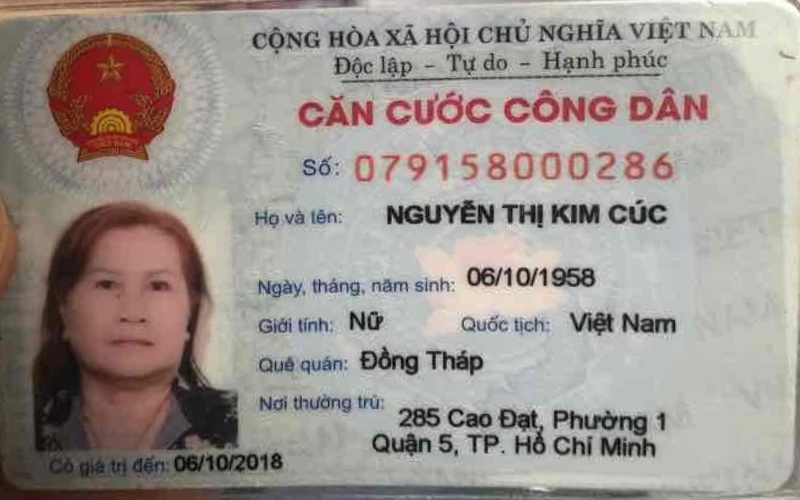 CỘNG HÒA XÃ HỘI CHỦ NGHĨA VIỆT NAM
Độc lập - Tự do - Hạnh phúc
CĂN CƯỚC CÔNG DÂN
Số: 079158000286
Họ và tên: NGUYỄN THỊ KIM CÚC
Ngày, tháng, năm sinh: 06/10/1958
Giới tính: Nữ Quốc tịch: Việt Nam
Quê quán: Đồng Tháp
Nơi thường trú: 285 Cao Đạt, Phường 1
Quận 5, TP. Hồ Chí Minh
Có giá trị đến: 06/10/2018